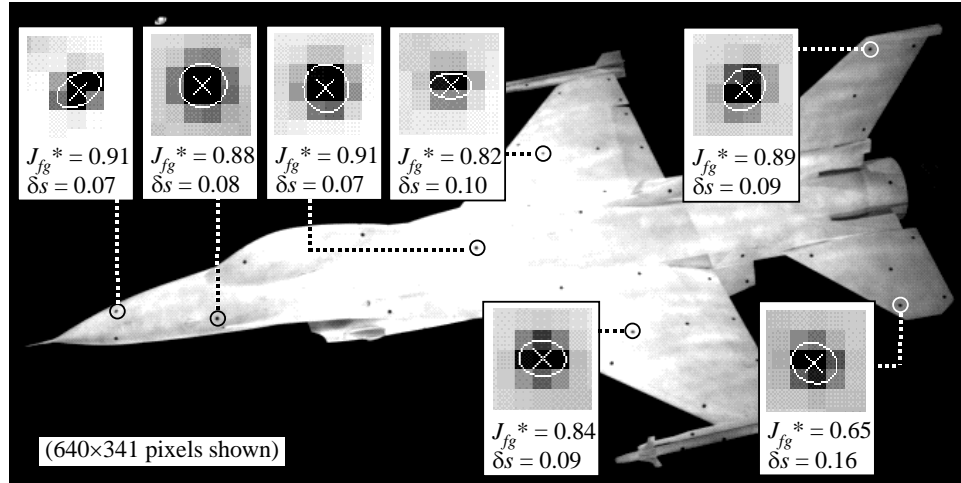 J_fg* = 0.91
δs = 0.07
J_fg* = 0.88
δs = 0.08
J_fg* = 0.91
δs = 0.07
J_fg* = 0.82
δs = 0.10
J_fg* = 0.89
δs = 0.09
J_fg* = 0.84
δs = 0.09
J_fg* = 0.65
δs = 0.16
(640×341 pixels shown)